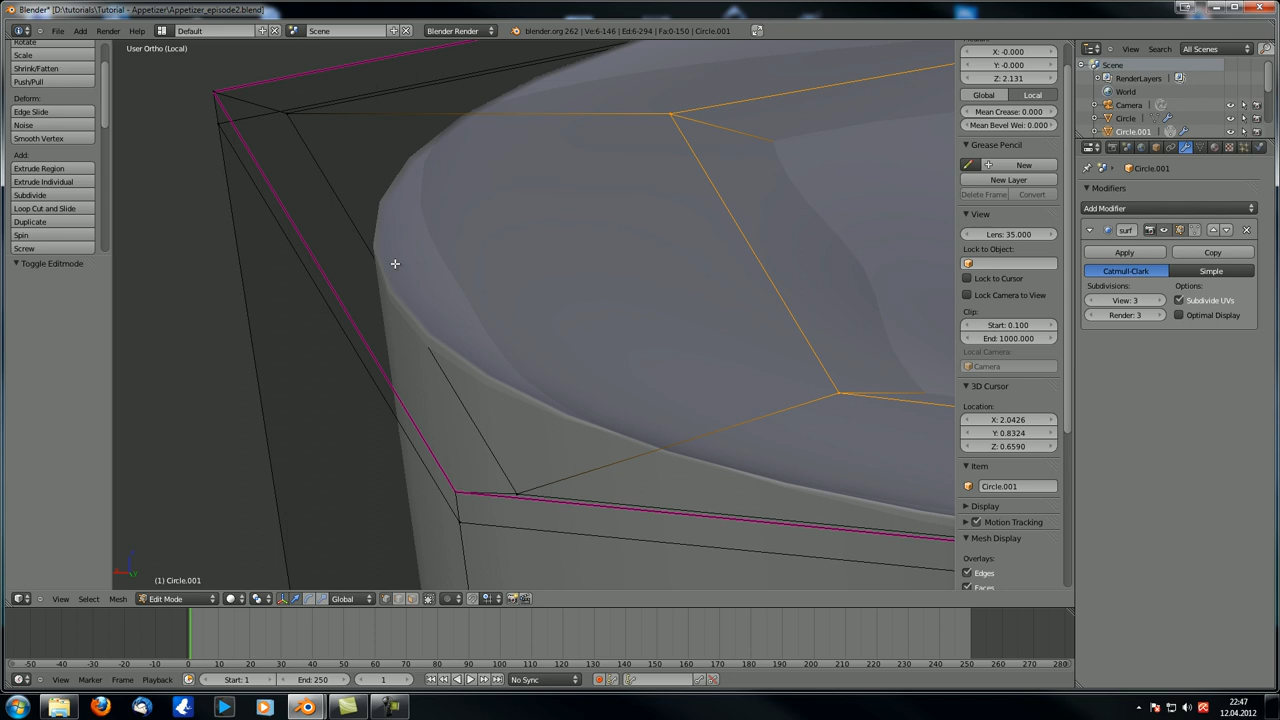 Blender* [D:\tutorials\Tutorial - Appetizer\Appetizer_episode2.blend]
File Add Render Help Default Scene Blender Render blender.org 262 | Ve:6-146 | Ed:6-294 | Fa:0-150 | Circle.001
View Search All Scenes
Rotate
Scale
Shrink/Fatten
Push/Pull
Deform:
Edge Slide
Noise
Smooth Vertex
Add:
Extrude Region
Extrude Individual
Subdivide
Loop Cut and Slide
Duplicate
Spin
Screw
Toggle Editmode
User Ortho (Local)
(1) Circle.001
X: -0.000
Y: -0.000
Z: 2.131
Global Local
Mean Crease: 0.000
Mean Bevel Wei: 0.000
Grease Pencil
New
New Layer
Delete Frame Convert
View
Lens: 35.000
Lock to Object:
Lock to Cursor
Lock Camera to View
Clip:
Start: 0.100
End: 1000.000
Local Camera:
Camera
3D Cursor
Location:
X: 2.0426
Y: 0.8324
Z: 0.6590
Item
Circle.001
Display
Motion Tracking
Mesh Display
Overlays:
Edges
Faces
Scene
RenderLayers
World
Camera
Circle
Circle.001
Circle.001
Modifiers
Add Modifier
surf
Apply Copy
Catmull-Clark Simple
Subdivisions: Options:
View: 3 Subdivide UVs
Render: 3 Optimal Display
View Select Mesh Edit Mode Global
-50 -40 -30 -20 -10 0 10 20 30 40 50 60 70 80 90 100 110 120 130 140 150 160 170 180 190 200 210 220 230 240 250 260 270 280
View Marker Frame Playback Start: 1 End: 250 1 No Sync
22:47
12.04.2012